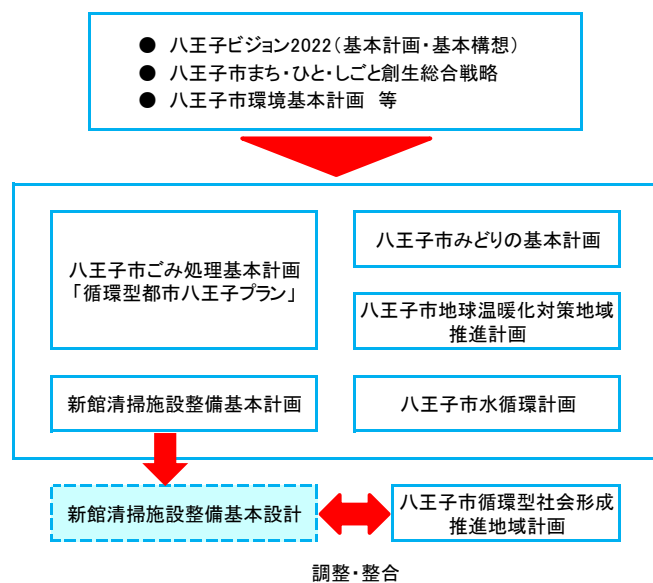 ● 八王子ビジョン2022(基本計画・基本構想)
● 八王子市まち・ひと・しごと創生総合戦略
● 八王子市環境基本計画 等
八王子市ごみ処理基本計画
「循環型都市八王子プラン」
八王子市みどりの基本計画
八王子市地球温暖化対策地域
推進計画
新館清掃施設整備基本計画
八王子市水循環計画
新館清掃施設整備基本設計
八王子市循環型社会形成
推進地域計画
調整・整合